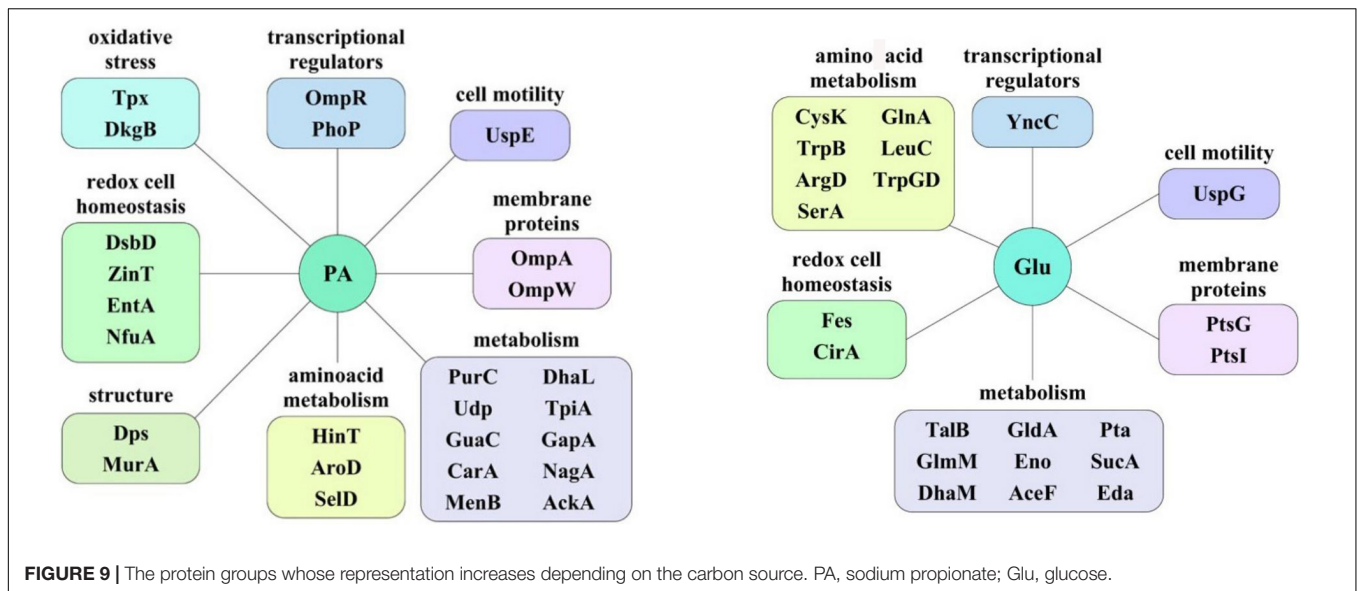 oxidative
stress
Tpx
DkgB
transcriptional
regulators
OmpR
PhoP
cell motility
UspE
redox cell
homeostasis
DsbD
ZinT
EntA
NfuA
PA
membrane
proteins
OmpA
OmpW
structure
Dps
MurA
aminoacid
metabolism
HinT
AroD
SelD
metabolism
PurC DhaL
Udp TpiA
GuaC GapA
CarA NagA
MenB AckA
amino acid
metabolism
CysK GlnA
TrpB LeuC
ArgD TrpGD
SerA
transcriptional
regulators
YncC
cell motility
UspG
redox cell
homeostasis
Fes
CirA
Glu
membrane
proteins
PtsG
PtsI
metabolism
TalB GldA Pta
GlmM Eno SucA
DhaM AceF Eda
FIGURE 9 | The protein groups whose representation increases depending on the carbon source. PA, sodium propionate; Glu, glucose.